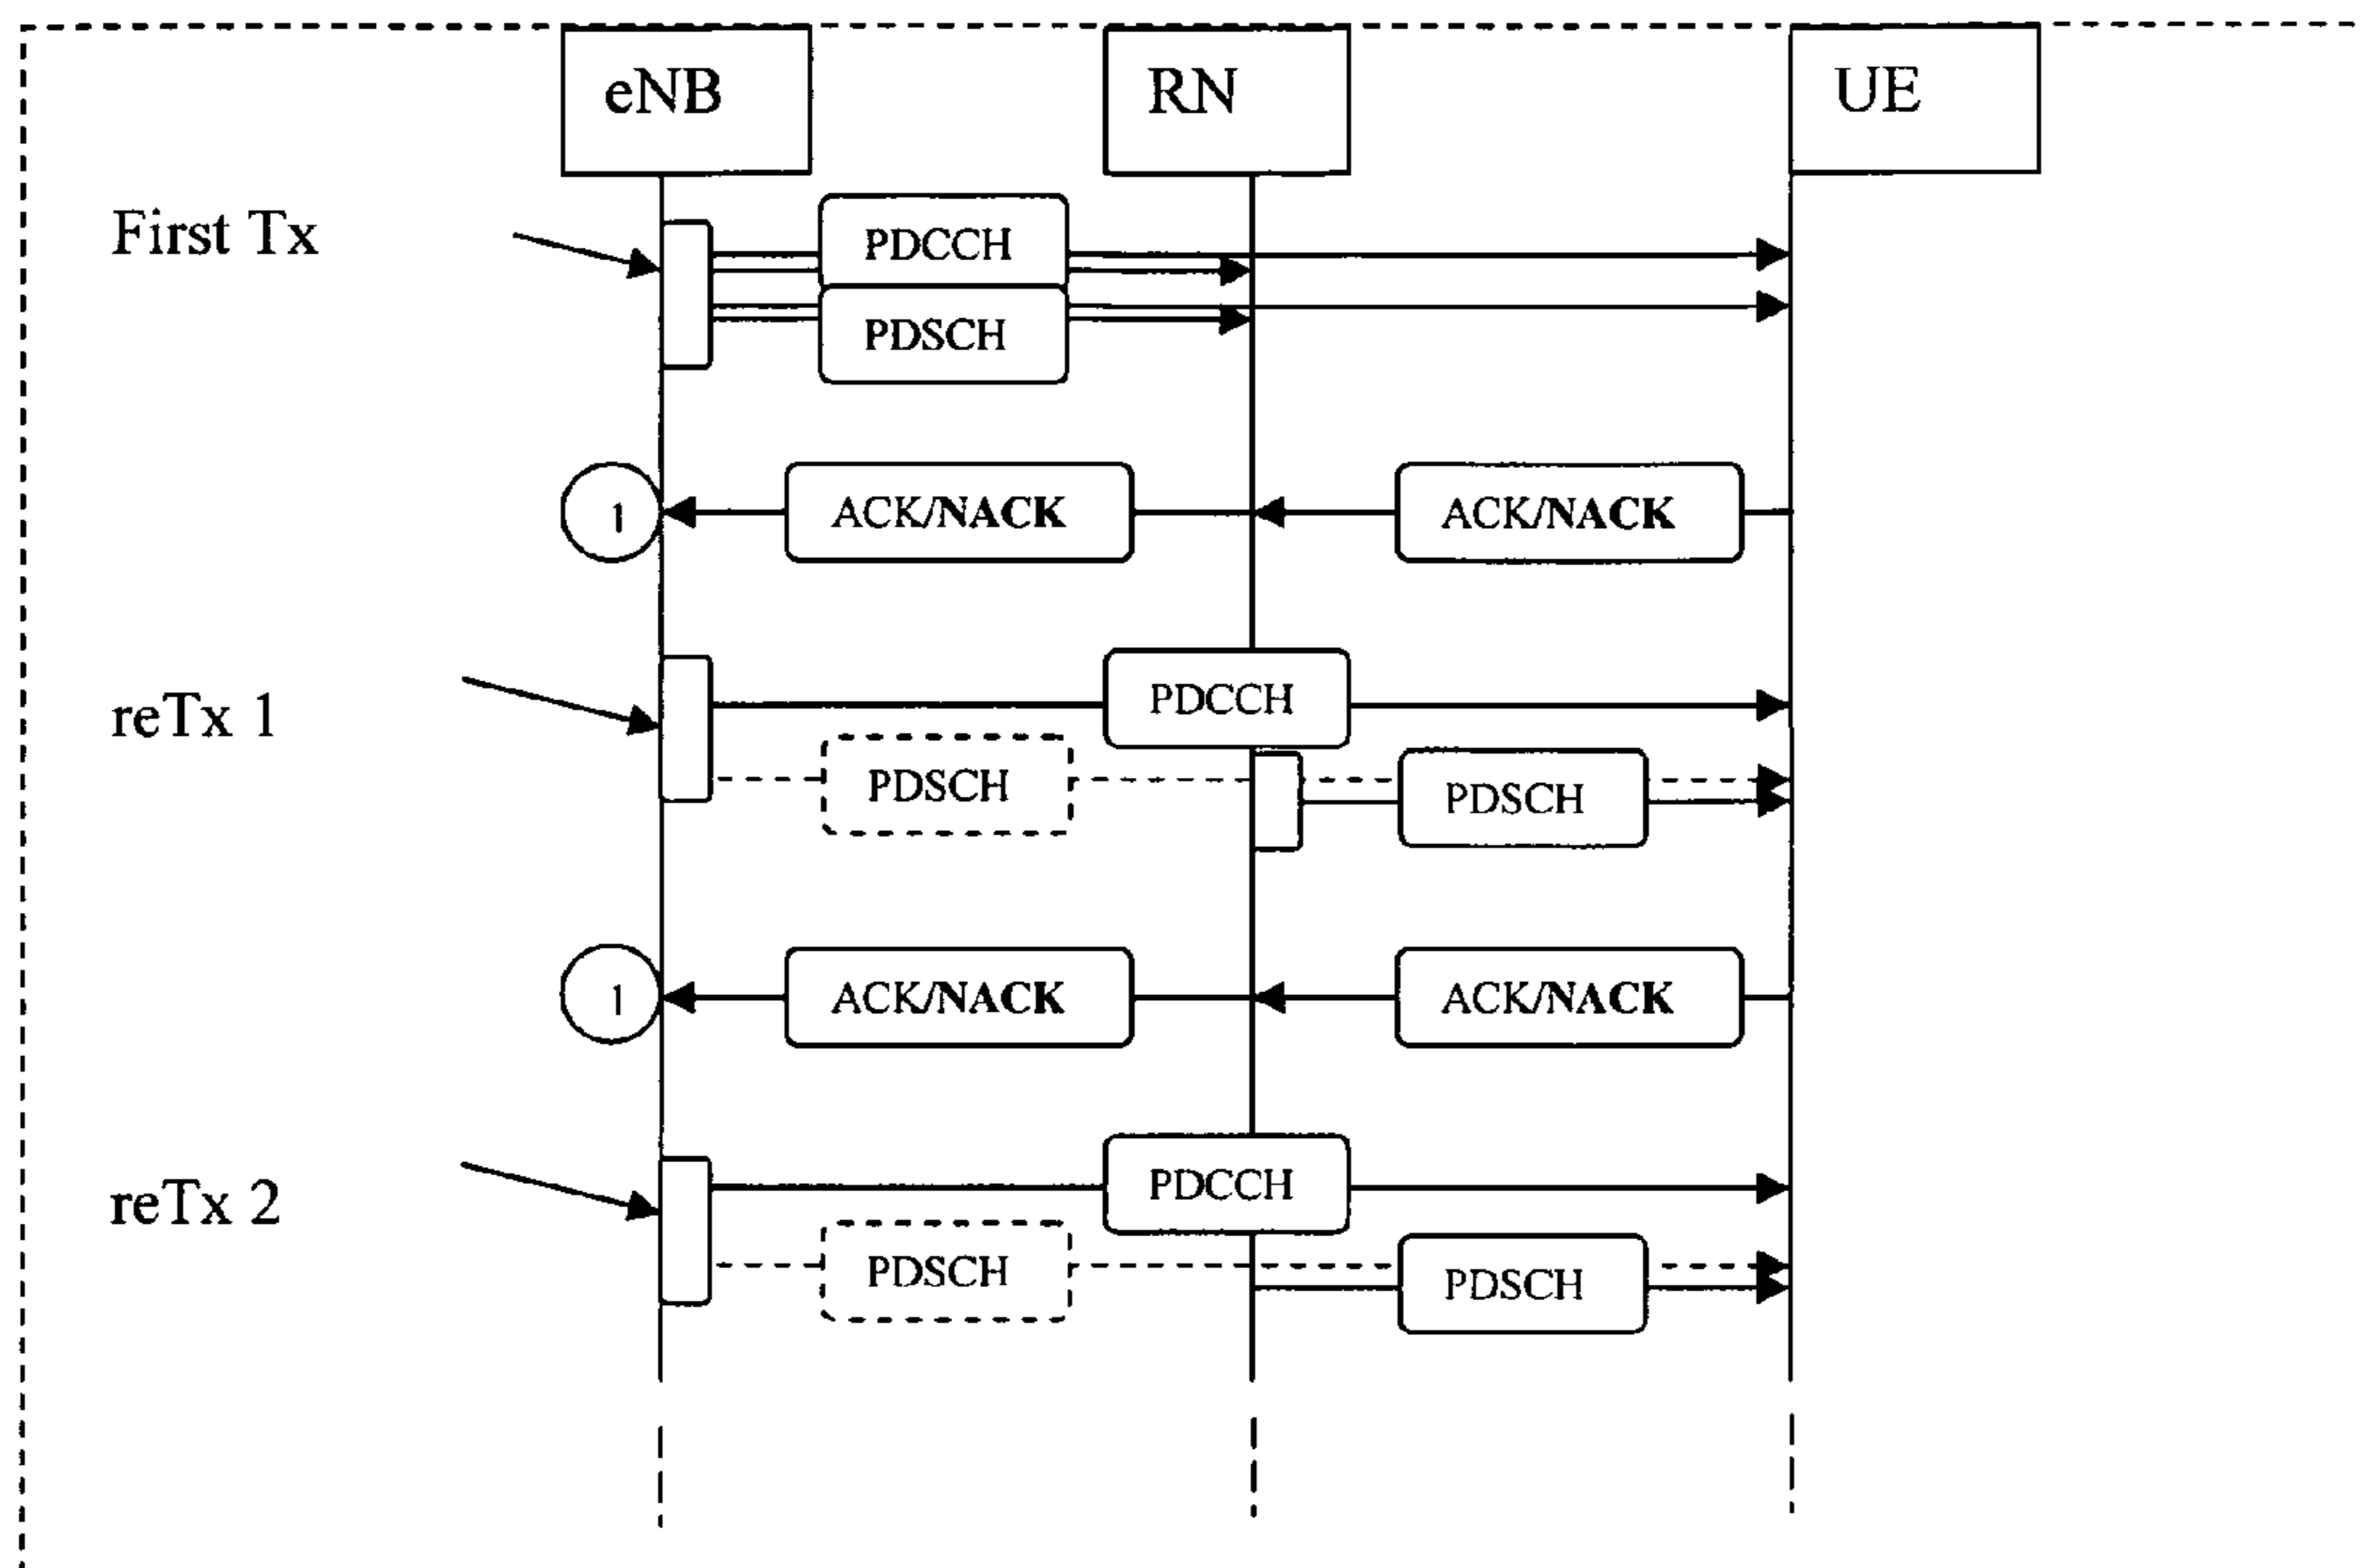 eNB
RN
UE
First Tx
PDCCH
PDSCH
1
ACK/NACK
ACK/NACK
reTx 1
PDCCH
PDSCH
PDSCH
1
ACK/NACK
ACK/NACK
reTx 2
PDCCH
PDSCH
PDSCH